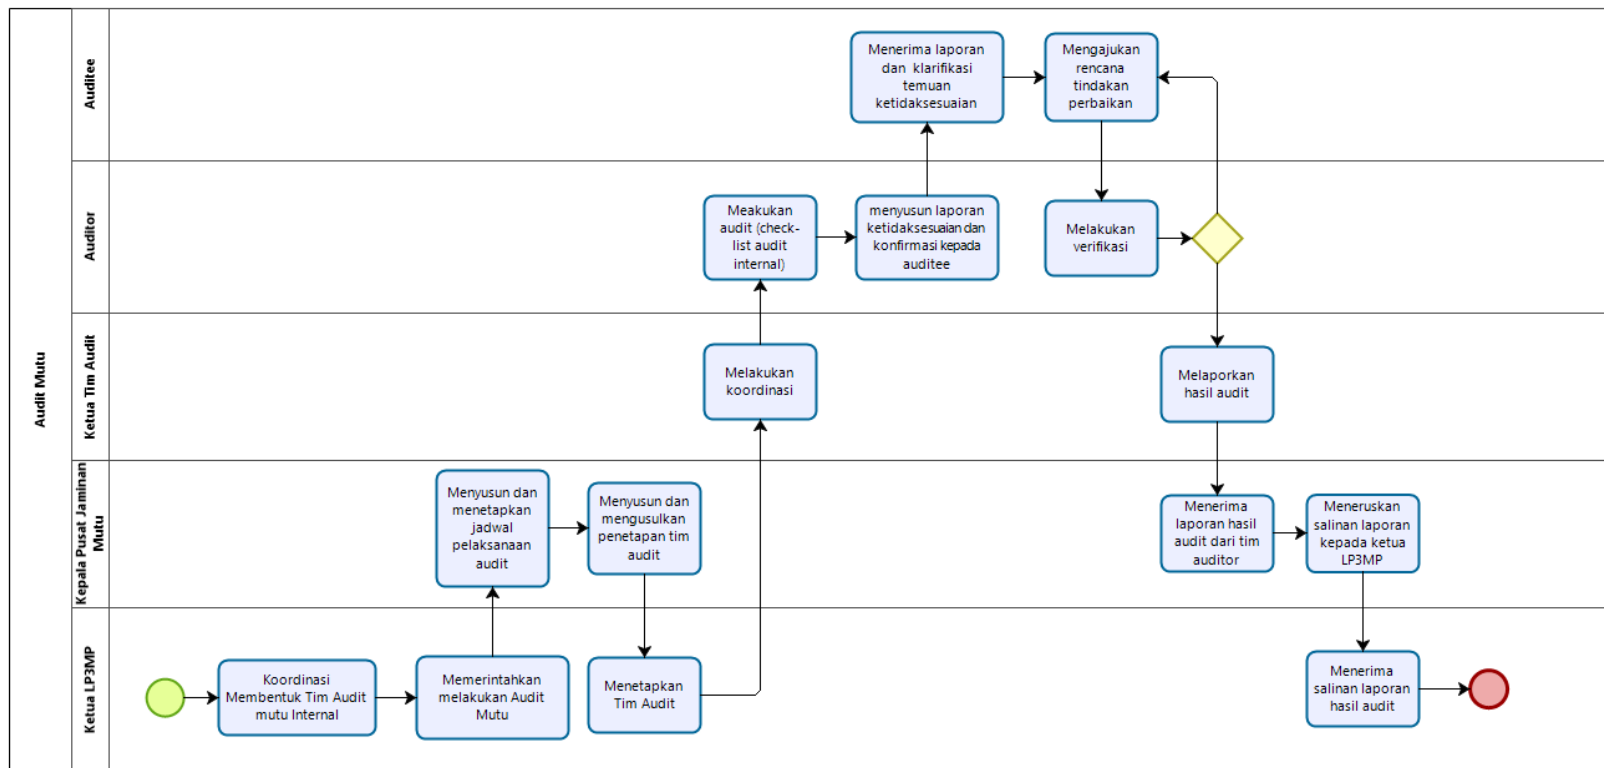 Audit Mutu
Auditee
Menerima laporan
dan klarifikasi
temuan
ketidaksesuaian
Mengajukan
rencana
tindakan
perbaikan
Auditor
Meakukan
audit (check-
list audit
internal)
menyusun laporan
ketidaksesuaian dan
konfirmasi kepada
auditee
Melakukan
verifikasi
Ketua Tim Audit
Melakukan
koordinasi
Melaporkan
hasil audit
Kepala Pusat Jaminan
Mutu
Menyusun dan
menetapkan
jadwal
pelaksanaan
audit
Menyusun dan
mengusulkan
penetapan tim
audit
Menerima
laporan hasil
audit dari tim
auditor
Meneruskan
salinan laporan
kepada ketua
LP3MP
Ketua LP3MP
Koordinasi
Membentuk Tim Audit
mutu Internal
Memerintahkan
melakukan Audit
Mutu
Menetapkan
Tim Audit
Menerima
salinan laporan
hasil audit